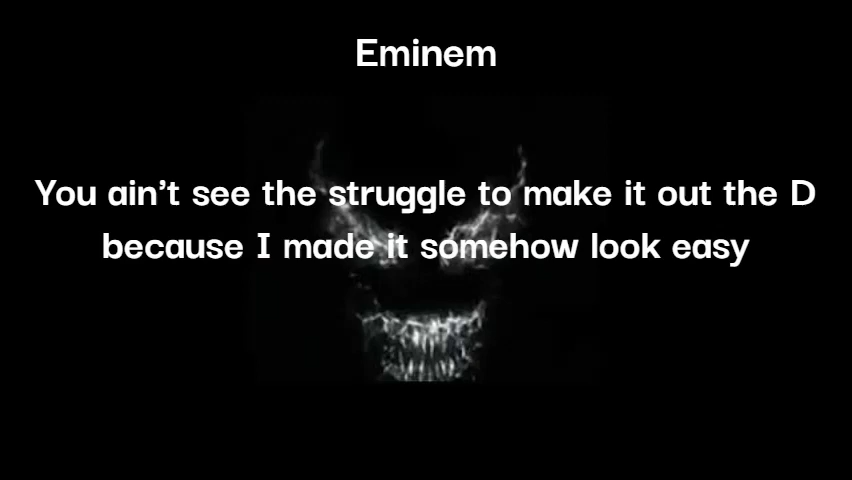 Eminem
You ain't see the struggle to make it out the D
because I made it somehow look easy